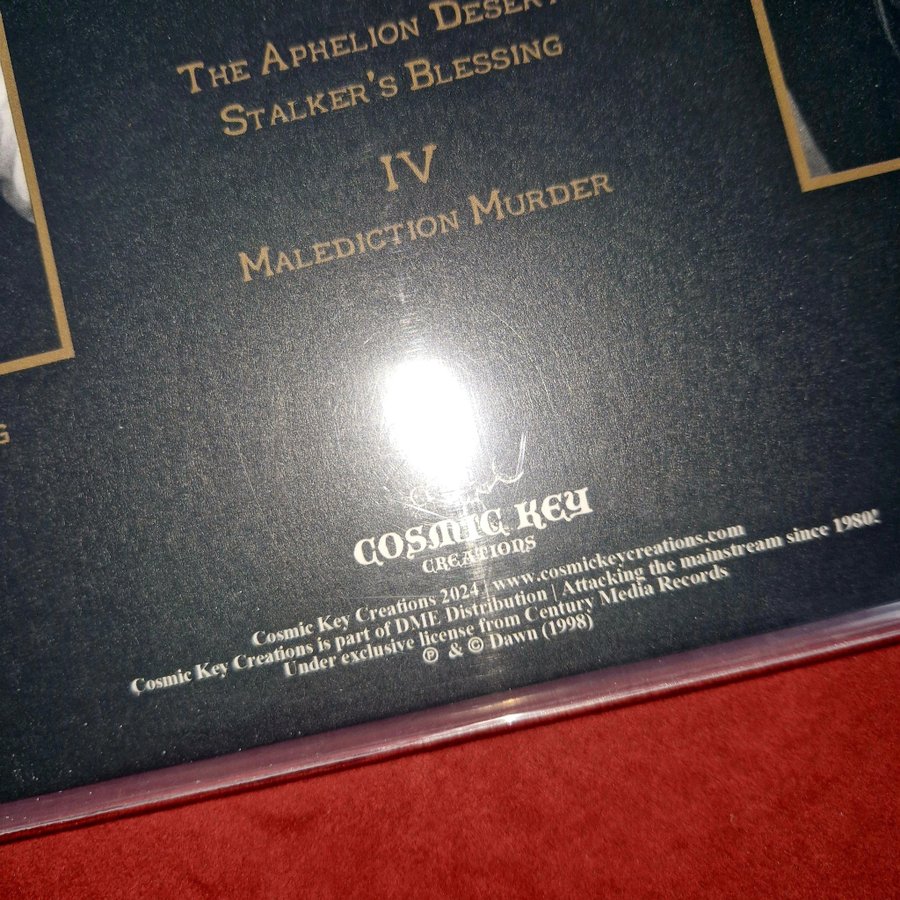 The Aphelion Desert
Stalker's Blessing
IV
Malediction Murder
G
COSMIC KEY
CREATIONS
Cosmic Key Creations 2024 | www.cosmickeycreations.com
Cosmic Key Creations is part of DME Distribution | Attacking the mainstream since 1980!
Under exclusive license from Century Media Records
℗ & © Dawn (1998)